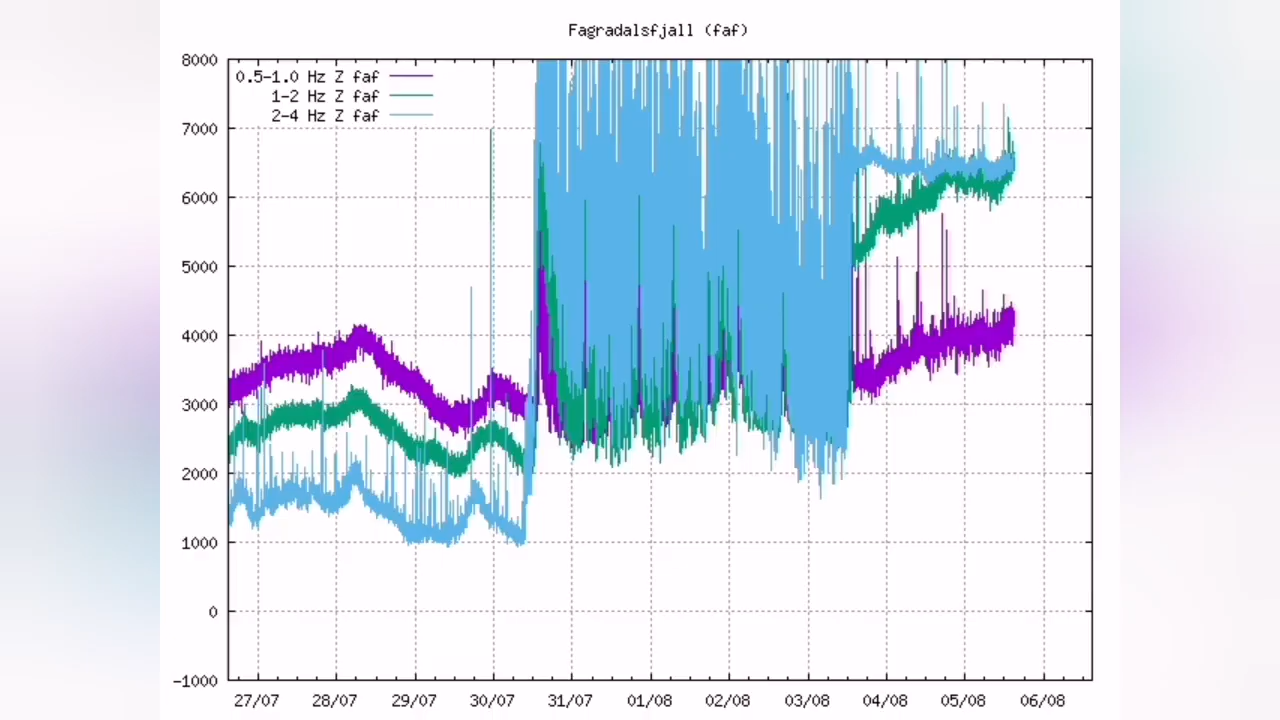 Fagradalsfjall (faf)
8000
7000
6000
5000
4000
3000
2000
1000
0
-1000
0.5-1.0 Hz Z faf
1-2 Hz Z faf
2-4 Hz Z faf
27/07 28/07 29/07 30/07 31/07 01/08 02/08 03/08 04/08 05/08 06/08